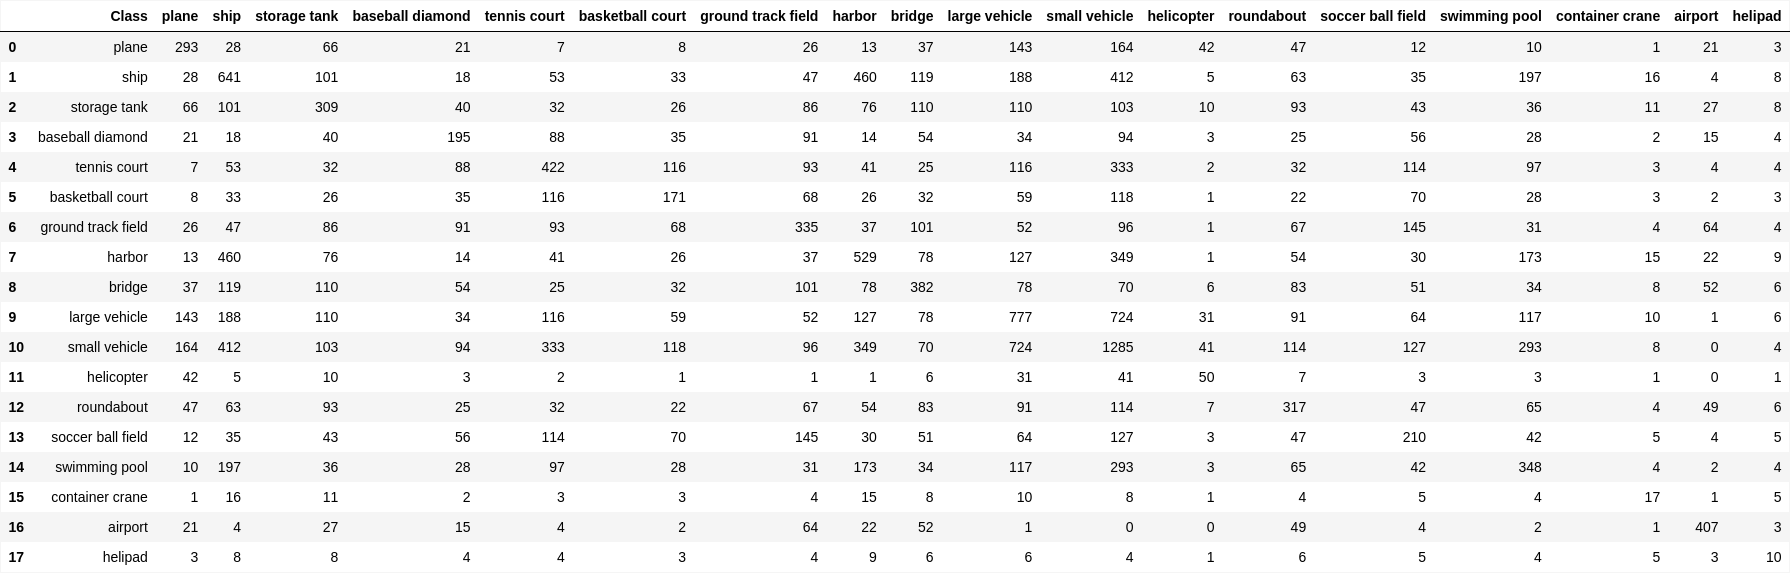 Class plane ship storage tank baseball diamond tennis court basketball court ground track field harbor bridge large vehicle small vehicle helicopter roundabout soccer ball field swimming pool container crane airport helipad
0 plane 293 28 66 21 7 8 26 13 37 143 164 42 47 12 10 1 21 3
1 ship 28 641 101 18 53 33 47 460 119 188 412 5 63 35 197 16 4 8
2 storage tank 66 101 309 40 32 26 86 76 110 110 103 10 93 43 36 11 27 8
3 baseball diamond 21 18 40 195 88 35 91 14 54 34 94 3 25 56 28 2 15 4
4 tennis court 7 53 32 88 422 116 93 41 25 116 333 2 32 114 97 3 4 4
5 basketball court 8 33 26 35 116 171 68 26 32 59 118 1 22 70 28 3 2 3
6 ground track field 26 47 86 91 93 68 335 37 101 52 96 1 67 145 31 4 64 4
7 harbor 13 460 76 14 41 26 37 529 78 127 349 1 54 30 173 15 22 9
8 bridge 37 119 110 54 25 32 101 78 382 78 70 6 83 51 34 8 52 6
9 large vehicle 143 188 110 34 116 59 52 127 78 777 724 31 91 64 117 10 1 6
10 small vehicle 164 412 103 94 333 118 96 349 70 724 1285 41 114 127 293 8 0 4
11 helicopter 42 5 10 3 2 1 1 1 6 31 41 50 7 3 3 1 0 1
12 roundabout 47 63 93 25 32 22 67 54 83 91 114 7 317 47 65 4 49 6
13 soccer ball field 12 35 43 56 114 70 145 30 51 64 127 3 47 210 42 5 4 5
14 swimming pool 10 197 36 28 97 28 31 173 34 117 293 3 65 42 348 4 2 4
15 container crane 1 16 11 2 3 3 4 15 8 10 8 1 4 5 4 17 1 5
16 airport 21 4 27 15 4 2 64 22 52 1 0 0 49 4 2 1 407 3
17 helipad 3 8 8 4 4 3 4 9 6 6 4 1 6 5 4 5 3 10